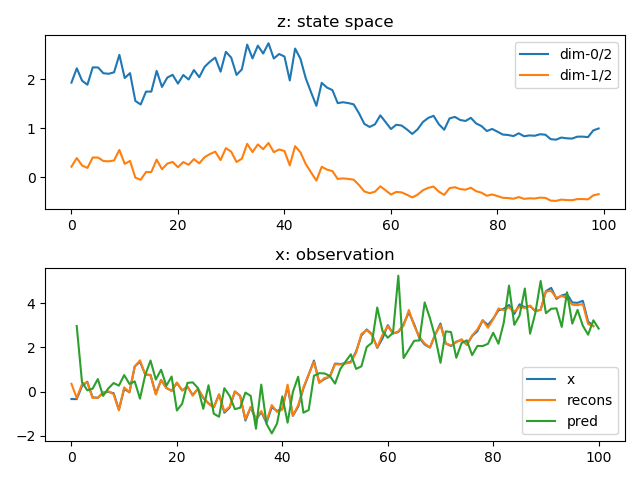 z: state space
dim-0/2
dim-1/2
2
1
0
0 20 40 60 80 100
x: observation
4
2
0
−2
x
recons
pred
0 20 40 60 80 100